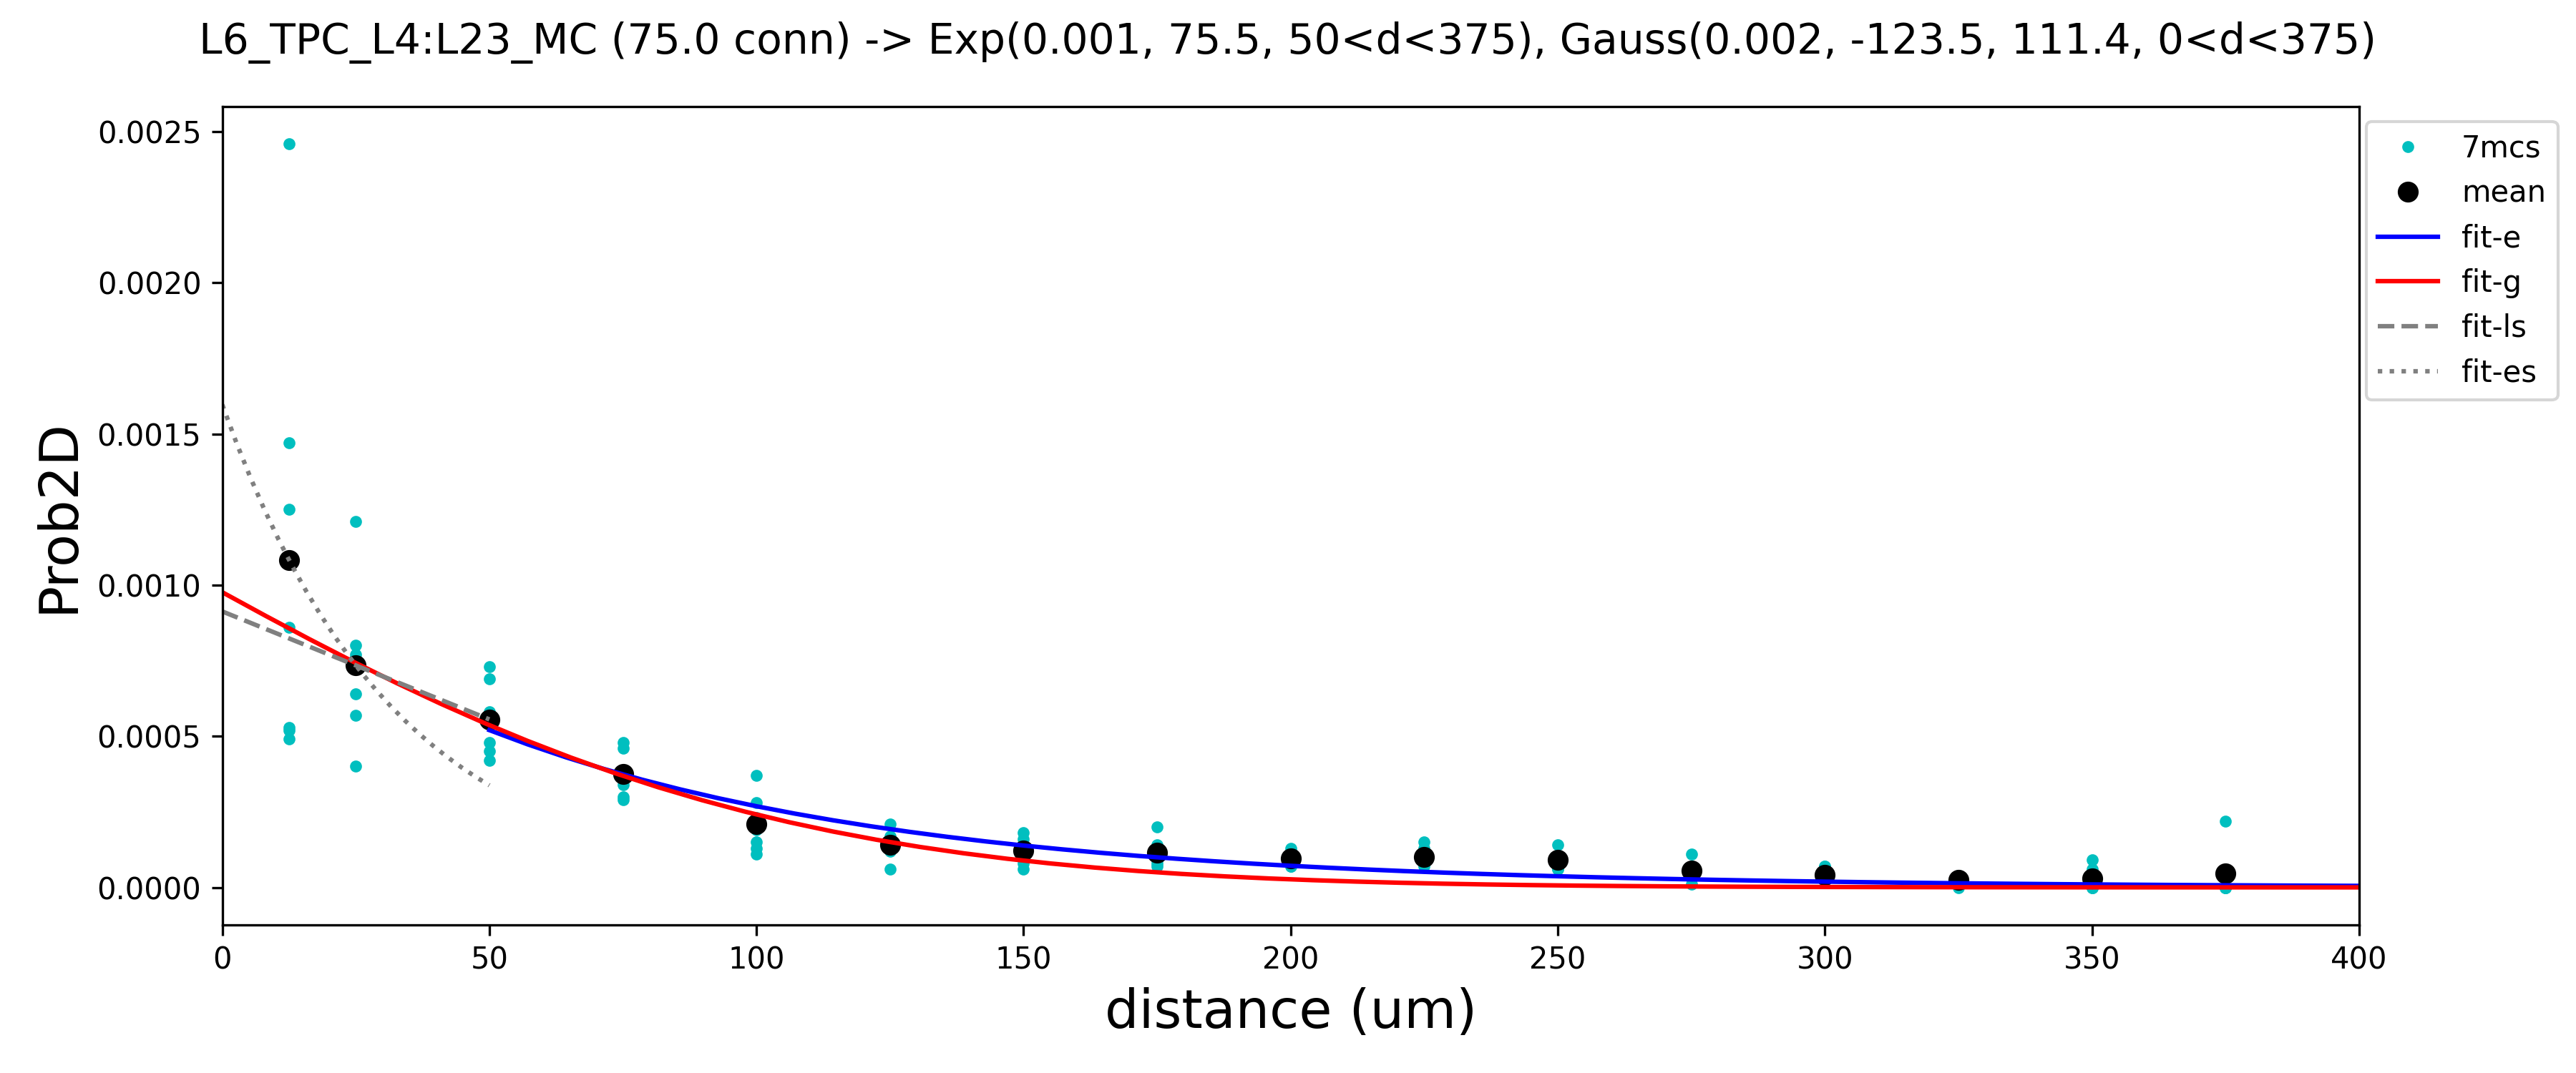 L6_TPC_L4:L23_MC (75.0 conn) -> Exp(0.001, 75.5, 50<d<375), Gauss(0.002, -123.5, 111.4, 0<d<375)
0.0025
0.0020
0.0015
0.0010
0.0005
0.0000
Prob2D
0 50 100 150 200 250 300 350 400
distance (um)
7mcs
mean
fit-e
fit-g
fit-ls
fit-es